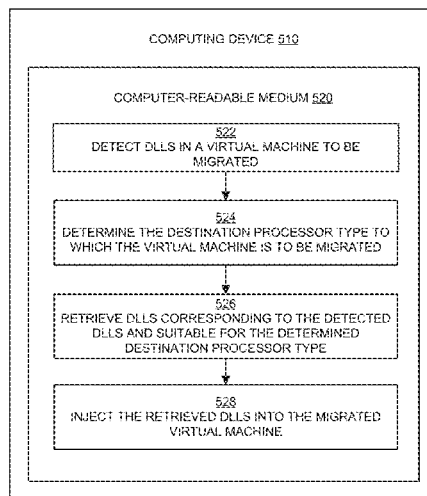 COMPUTING DEVICE 510
COMPUTER-READABLE MEDIUM 520
522
DETECT DLLS IN A VIRTUAL MACHINE TO BE
MIGRATED
524
DETERMINE THE DESTINATION PROCESSOR TYPE TO
WHICH THE VIRTUAL MACHINE IS TO BE MIGRATED
526
RETRIEVE DLLS CORRESPONDING TO THE DETECTED
DLLS AND SUITABLE FOR THE DETERMINED
DESTINATION PROCESSOR TYPE
528
INJECT THE RETRIEVED DLLS INTO THE MIGRATED
VIRTUAL MACHINE